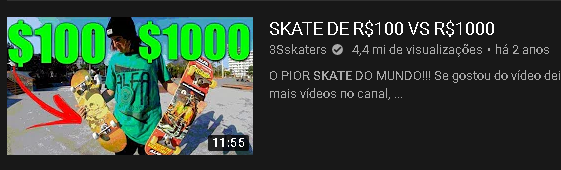 $100 $1000
ALFA
11:55
SKATE DE R$100 VS R$1000
3Sskaters 4,4 mi de visualizações • há 2 anos
O PIOR SKATE DO MUNDO!!! Se gostou do vídeo dei
mais vídeos no canal, ...